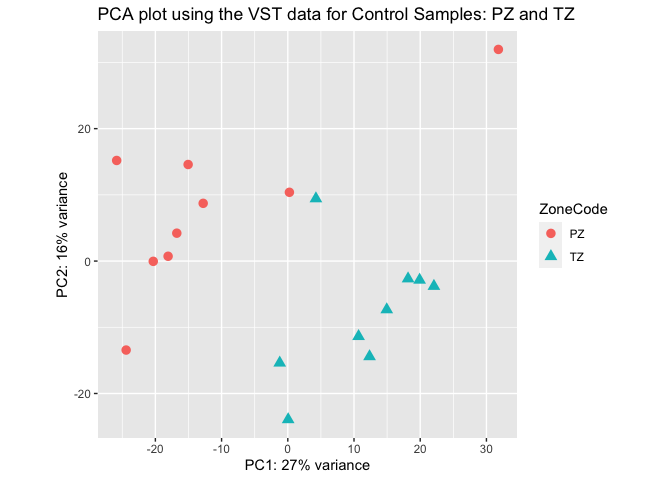 PCA plot using the VST data for Control Samples: PZ and TZ
20
0
-20
PC2: 16% variance
-20
-10
0
10
20
30
PC1: 27% variance
ZoneCode
PZ
TZ